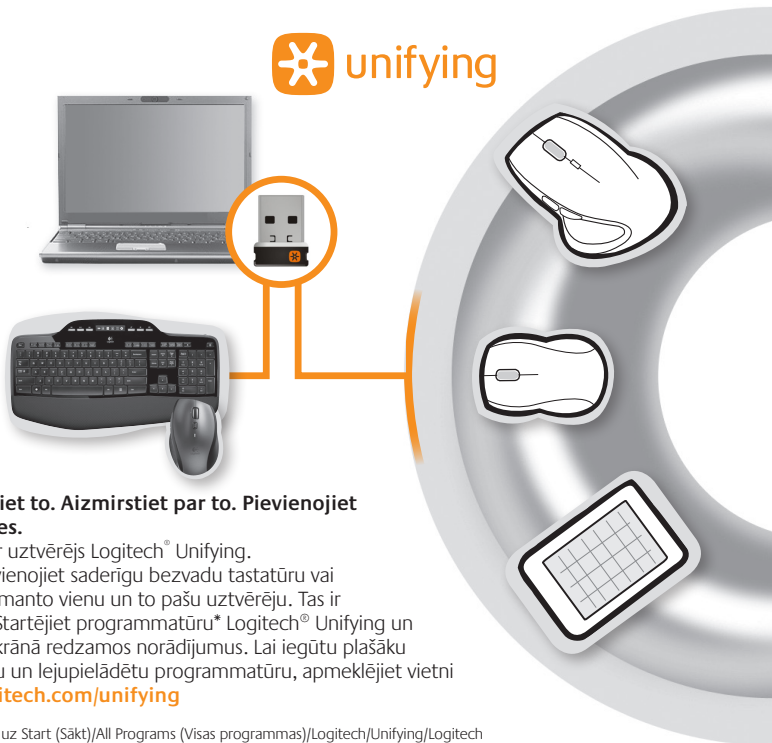 unifying
iet to. Aizmirstiet par to. Pievienojiet
es.
r uztvērējs Logitech® Unifying.
vienojiet saderīgu bezvadu tastatūru vai
manto vienu un to pašu uztvērēju. Tas ir
Startējiet programmatūru* Logitech® Unifying un
krānā redzamos norādījumus. Lai iegūtu plašāku
u un lejupielādētu programmatūru, apmeklējiet vietni
itech.com/unifying
uz Start (Sākt)/All Programs (Visas programmas)/Logitech/Unifying/Logitech